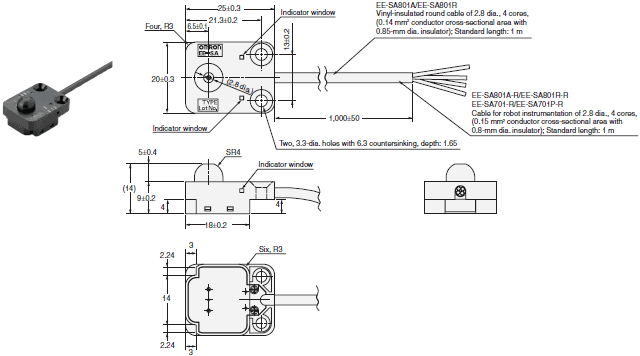 25±0.3
21.3±0.2
6.5±0.1
Indicator window
Four, R3
13±0.2
OMRON
EE-SA
20±0.3
(2.8 dia.)
TYPE
Lot No.
Indicator window
1,000±50
Two, 3.3-dia. holes with 6.3 countersinking, depth: 1.65
EE-SA801A/EE-SA801R
Vinyl-insulated round cable of 2.8 dia., 4 cores,
(0.14 mm² conductor cross-sectional area with
0.85-mm dia. insulator); Standard length: 1 m
EE-SA801A-R/EE-SA801R-R
EE-SA701-R/EE-SA701P-R
Cable for robot instrumentation of 2.8 dia., 4 cores,
(0.15 mm² conductor cross-sectional area with
0.8-mm dia. insulator); Standard length: 1 m
SR4
5±0.4
Indicator window
(14)
9±0.2
4
4
18±0.2
3
Six, R3
2.24
14
2.24
3